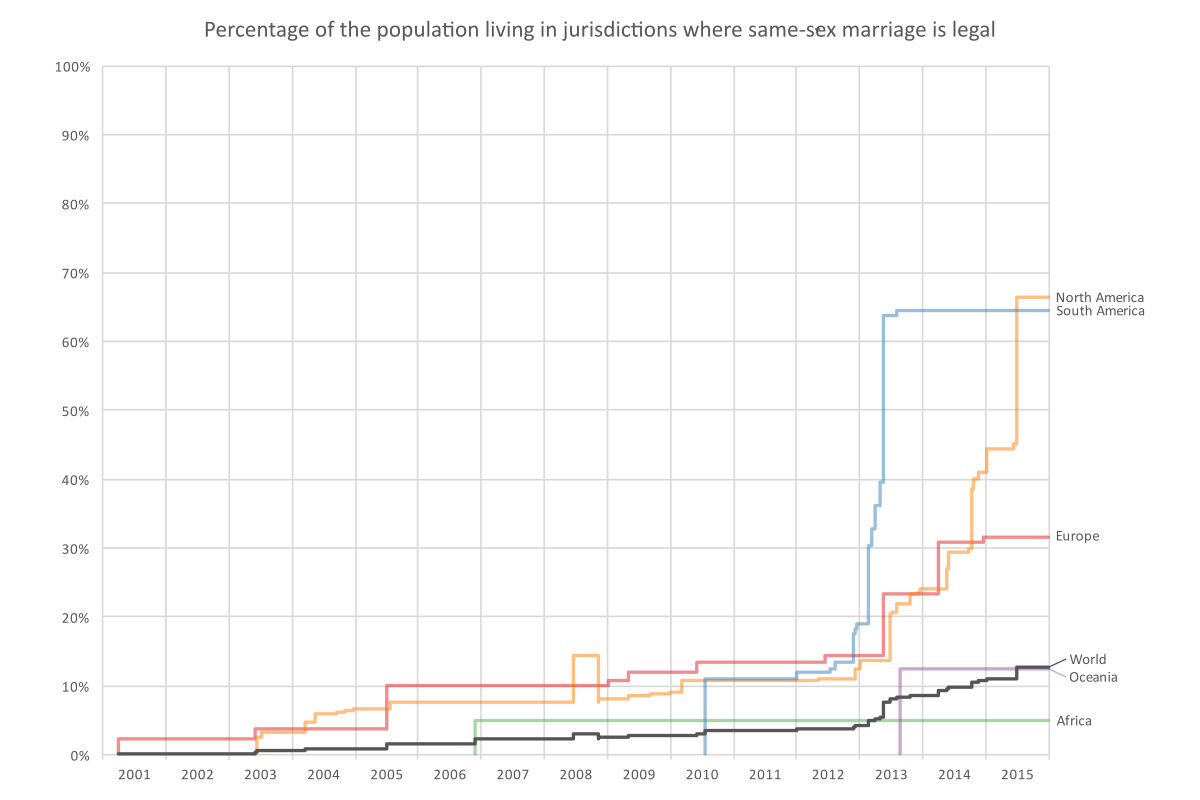 Percentage of the population living in jurisdictions where same-sex marriage is legal
100%
90%
80%
70%
60%
50%
40%
30%
20%
10%
0%
North America
South America
Europe
World
Oceania
Africa
2001 2002 2003 2004 2005 2006 2007 2008 2009 2010 2011 2012 2013 2014 2015